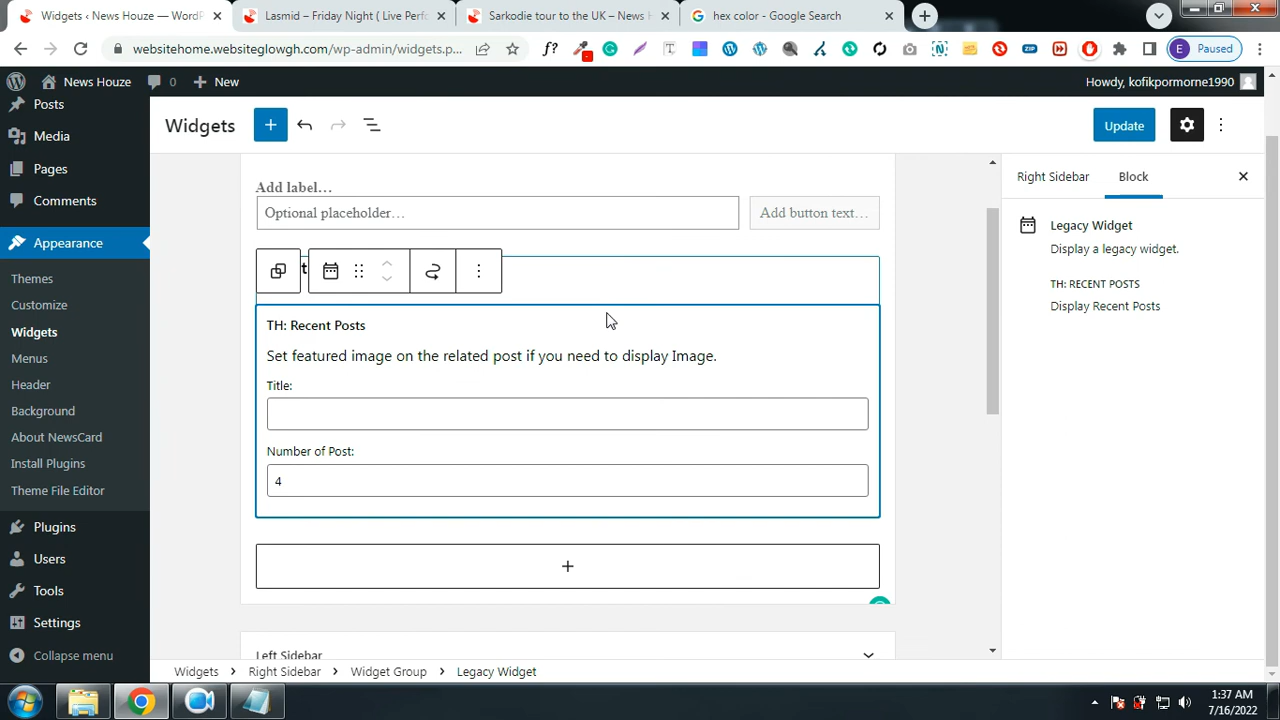 Widgets ‹ News Houze — WordP
Lasmid – Friday Night ( Live Perfo
Sarkodie tour to the UK – News H
hex color - Google Search
websitehome.websiteglowgh.com/wp-admin/widgets.p...
f?
T
ZIP
N
E
Paused
News Houze
0
New
Howdy, kofikpormorne1990
Posts
Media
Pages
Comments
Appearance
Themes
Customize
Widgets
Menus
Header
Background
About NewsCard
Install Plugins
Theme File Editor
Plugins
Users
Tools
Settings
Collapse menu
Widgets
Update
Add label…
Optional placeholder…
Add button text…
t
TH: Recent Posts
Set featured image on the related post if you need to display Image.
Title:
Number of Post:
4
Left Sidebar
Right Sidebar
Block
Legacy Widget
Display a legacy widget.
TH: RECENT POSTS
Display Recent Posts
Widgets
Right Sidebar
Widget Group
Legacy Widget
1:37 AM
7/16/2022